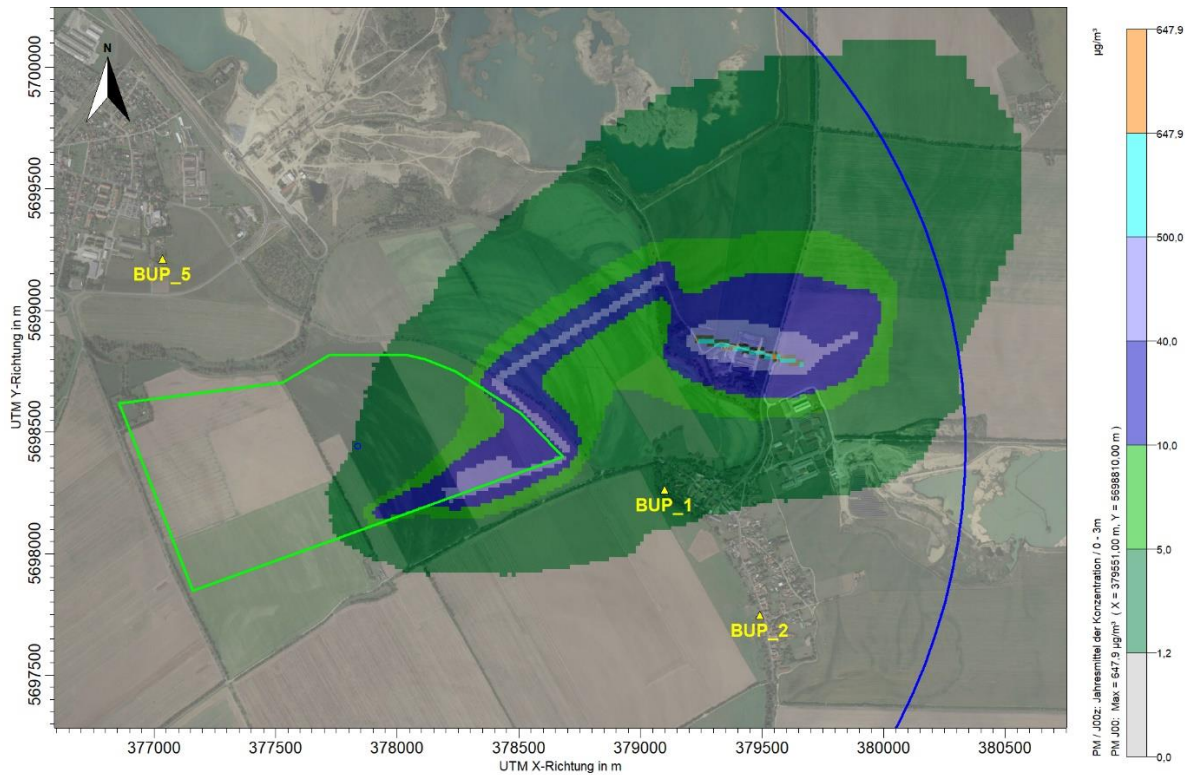 N
5700000
5699500
5699000
5698500
5698000
5697500
UTM Y-Richtung in m
BUP_5
BUP_1
BUP_2
377000 377500 378000 378500 379000 379500 380000 380500
UTM X-Richtung in m
µg/m³
647.9
647.9
500,0
40,0
10,0
5,0
1,2
0,0
PM / J00z: Jahresmittel der Konzentration / 0 - 3m
PM J00: Max = 647.9 µg/m³ ( X = 379551,00 m, Y = 5698810,00 m )